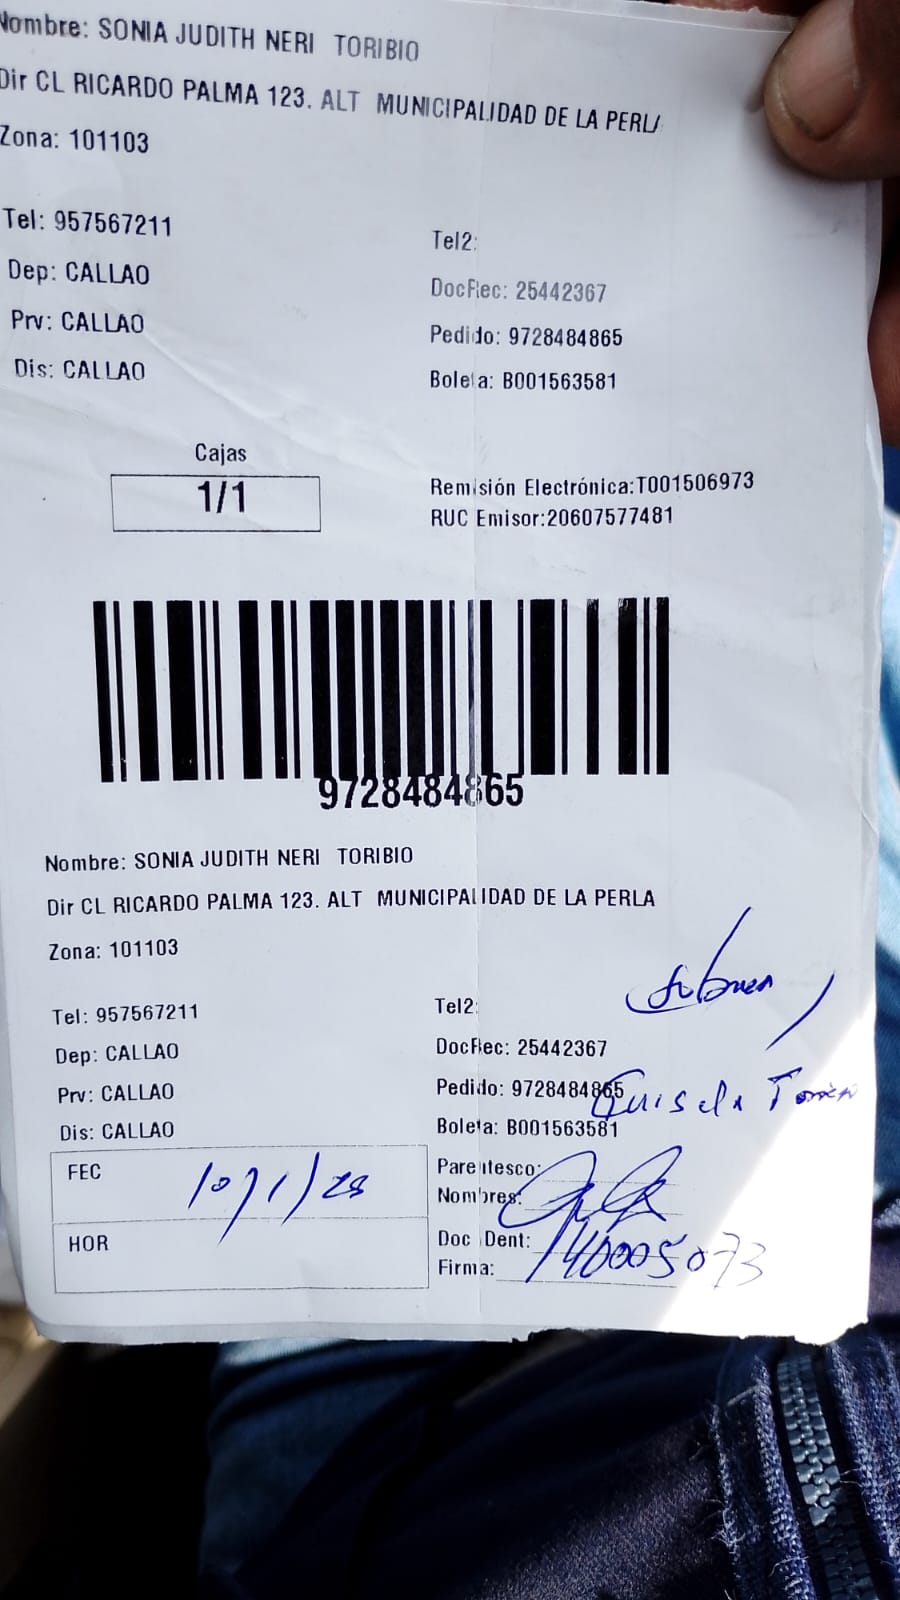 Nombre: SONIA JUDITH NERI TORIBIO
Dir CL RICARDO PALMA 123. ALT MUNICIPALIDAD DE LA PERLA
Zona: 101103
Tel: 957567211
Tel2:
Dep: CALLAO
DocRec: 25442367
Prv: CALLAO
Pedido: 9728484865
Dis: CALLAO
Boleta: B001563581
Cajas
1/1
Remisión Electrónica:T001506973
RUC Emisor:20607577481
9728484865
Nombre: SONIA JUDITH NERI TORIBIO
Dir CL RICARDO PALMA 123. ALT MUNICIPALIDAD DE LA PERLA
Zona: 101103
Tel: 957567211
Tel2:
Dep: CALLAO
DocRec: 25442367
Prv: CALLAO
Pedido: 9728484865
Dis: CALLAO
Boleta: B001563581
FEC
Parentesco:
Nombres:
HOR
Doc Dent: 40005073
Firma: